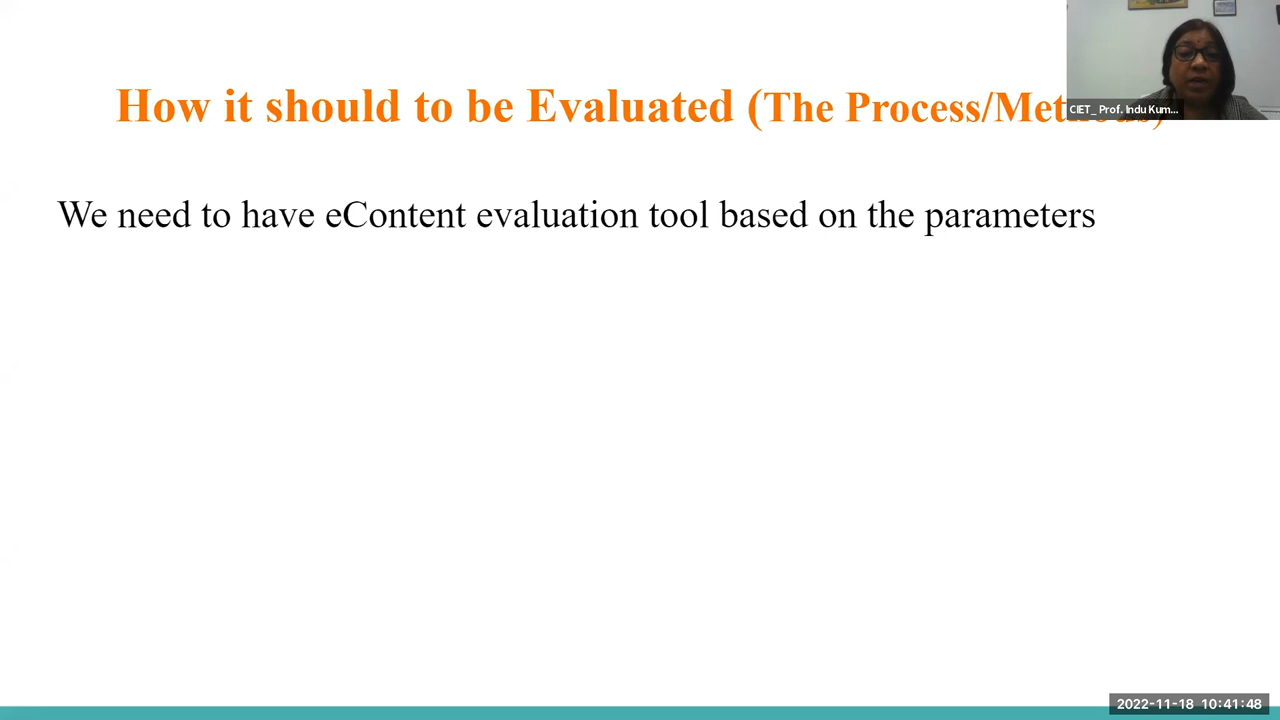 How it should to be Evaluated (The Process/Methods)
CIET_ Prof. Indu Kum...
We need to have eContent evaluation tool based on the parameters
2022-11-18 10:41:48